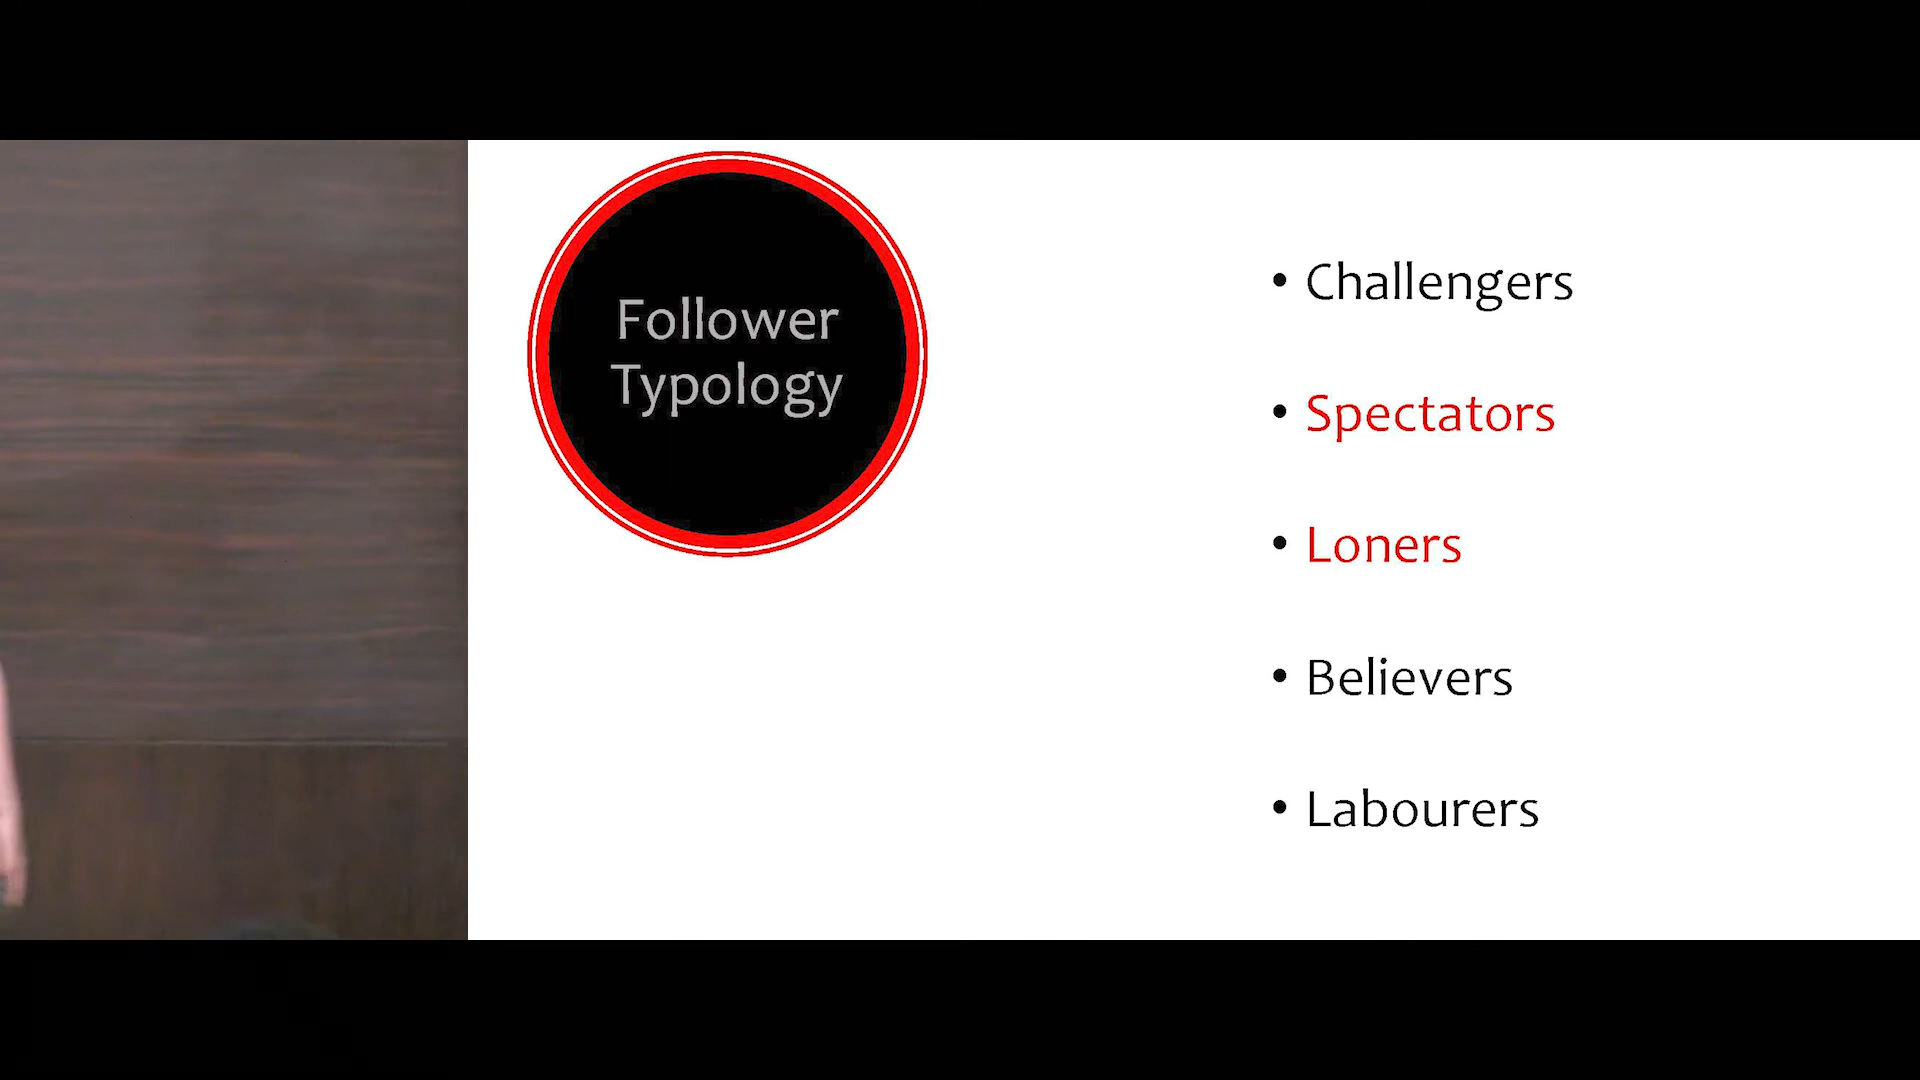 Follower
Typology
• Challengers
• Spectators
• Loners
• Believers
• Labourers